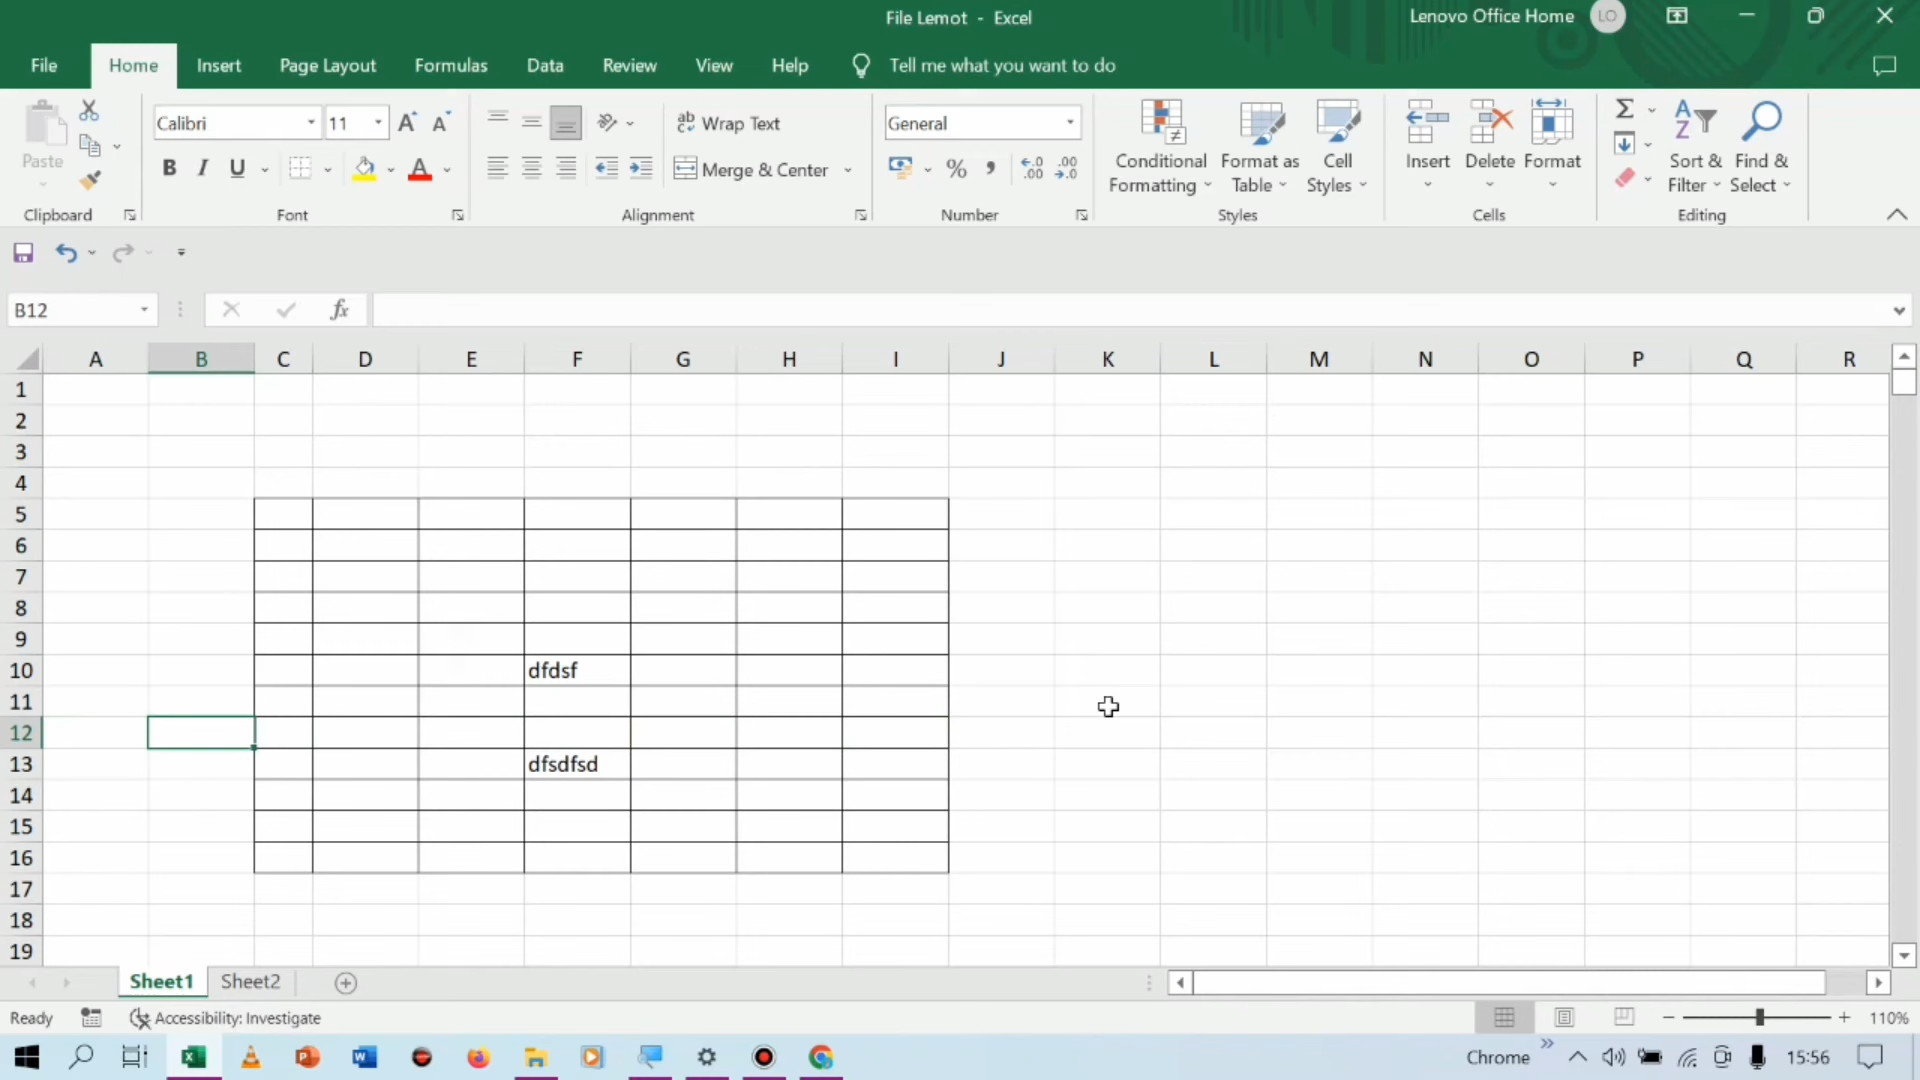 File Lemot - Excel
Lenovo Office Home LO
File Home Insert Page Layout Formulas Data Review View Help Tell me what you want to do
Paste
Clipboard
Calibri 11
B I U
Font
Wrap Text
Merge & Center
Alignment
General
% ,
Number
Conditional Formatting
Format as Table
Cell Styles
Styles
Insert Delete Format
Cells
Sort & Filter
Find & Select
Editing
B12 fx
A B C D E F G H I J K L M N O P Q R
1
2
3
4
5
6
7
8
9
10 dfdsf
11
12
13 dfsdfsd
14
15
16
17
18
19
Sheet1 Sheet2
Ready Accessibility: Investigate 110%
Chrome 15:56